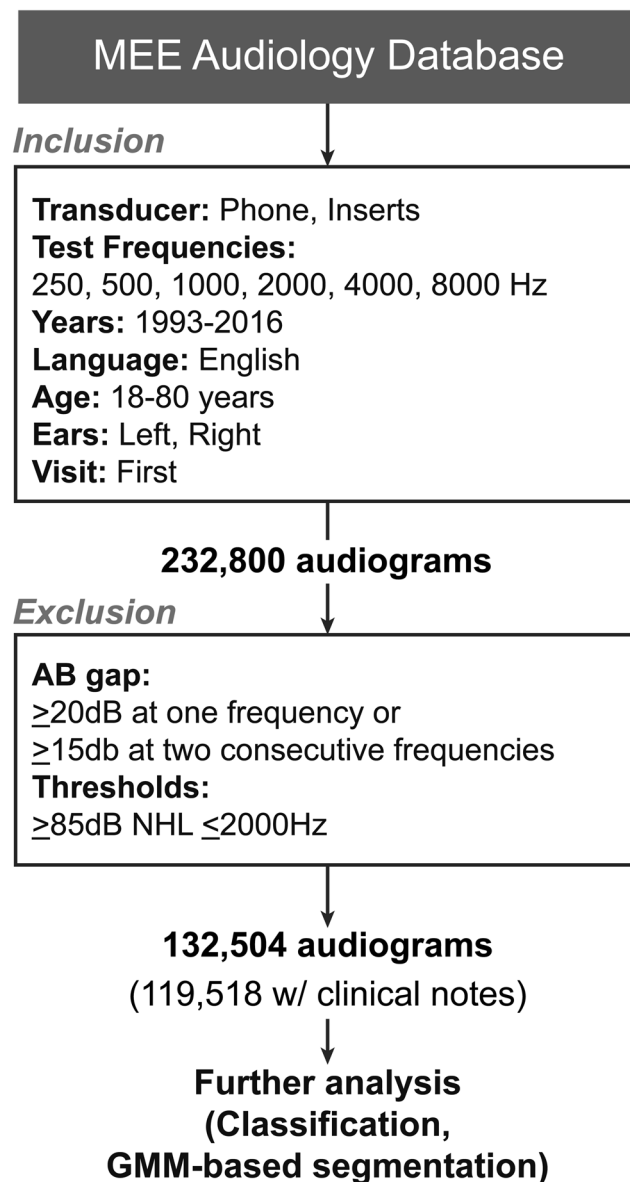 MEE Audiology Database
Inclusion
Transducer: Phone, Inserts
Test Frequencies:
250, 500, 1000, 2000, 4000, 8000 Hz
Years: 1993-2016
Language: English
Age: 18-80 years
Ears: Left, Right
Visit: First
232,800 audiograms
Exclusion
AB gap:
≥20dB at one frequency or
≥15db at two consecutive frequencies
Thresholds:
≥85dB NHL ≤2000Hz
132,504 audiograms
(119,518 w/ clinical notes)
Further analysis
(Classification,
GMM-based segmentation)